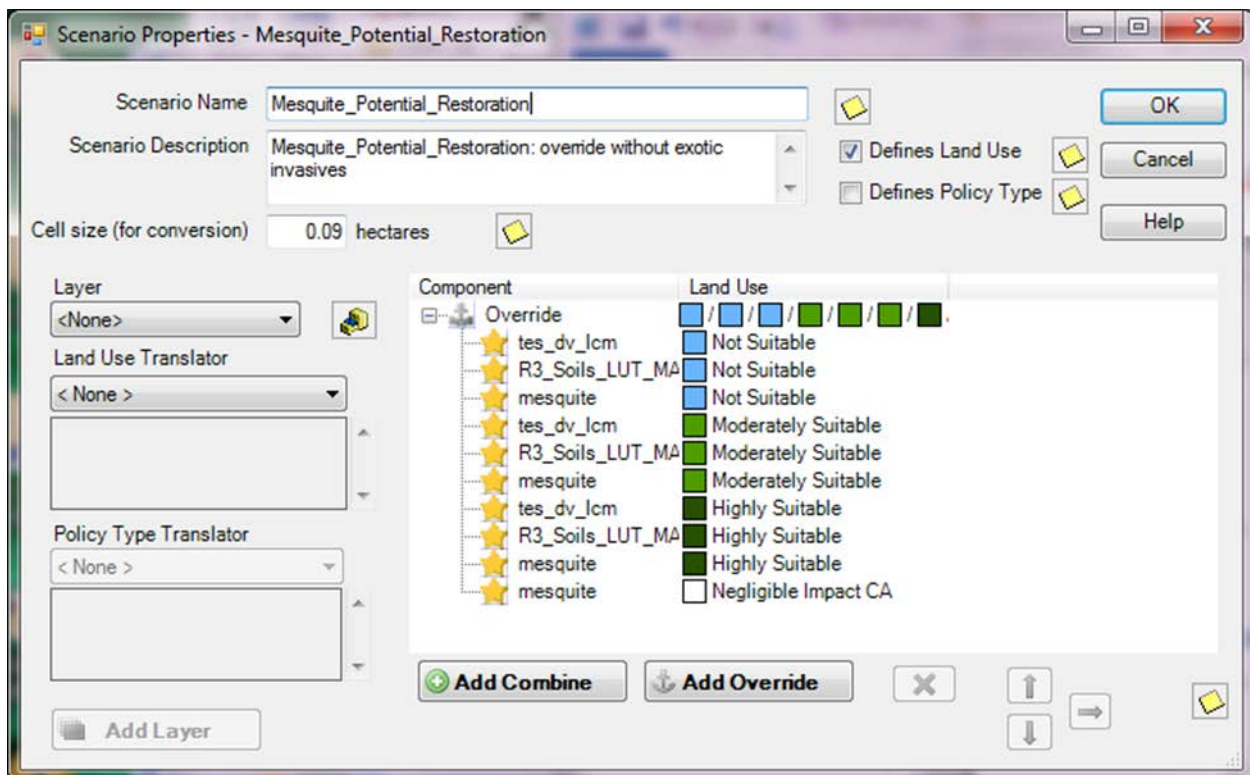 Scenario Properties - Mesquite_Potential_Restoration
Scenario Name
Mesquite_Potential_Restoration
OK
Scenario Description
Mesquite_Potential_Restoration: override without exotic
invasives
Defines Land Use
Cancel
Defines Policy Type
Cell size (for conversion)
0.09 hectares
Help
Layer
<None>
Land Use Translator
< None >
Policy Type Translator
< None >
Add Layer
Component Land Use
Override / / / / / /
tes_dv_lcm Not Suitable
R3_Soils_LUT_MA Not Suitable
mesquite Not Suitable
tes_dv_lcm Moderately Suitable
R3_Soils_LUT_MA Moderately Suitable
mesquite Moderately Suitable
tes_dv_lcm Highly Suitable
R3_Soils_LUT_MA Highly Suitable
mesquite Highly Suitable
mesquite Negligible Impact CA
Add Combine
Add Override